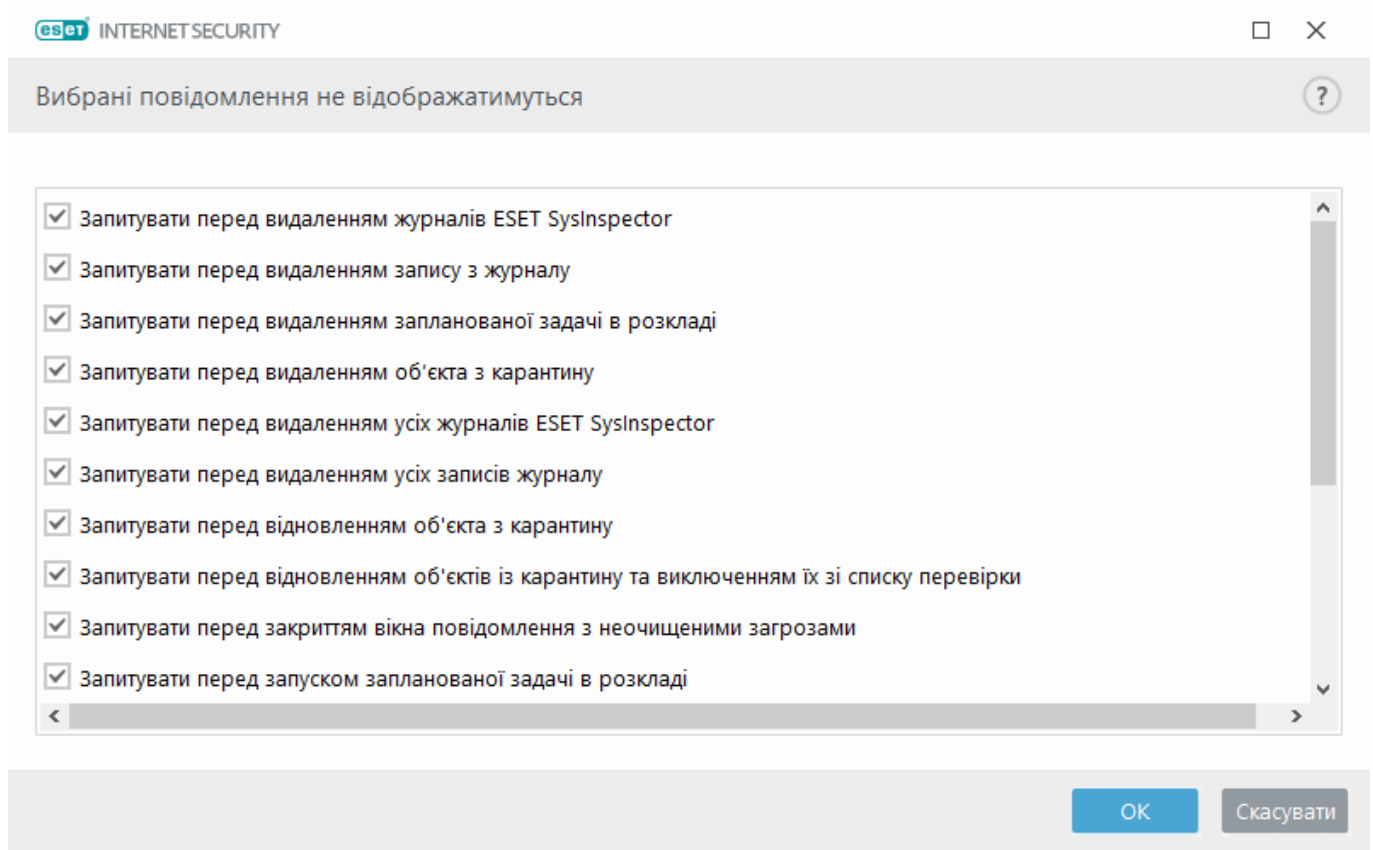 eset INTERNET SECURITY
Вибрані повідомлення не відображатимуться
?
Запитувати перед видаленням журналів ESET SysInspector
Запитувати перед видаленням запису з журналу
Запитувати перед видаленням запланованої задачі в розкладі
Запитувати перед видаленням об'єкта з карантину
Запитувати перед видаленням усіх журналів ESET SysInspector
Запитувати перед видаленням усіх записів журналу
Запитувати перед відновленням об'єкта з карантину
Запитувати перед відновленням об'єктів із карантину та виключенням їх зі списку перевірки
Запитувати перед закриттям вікна повідомлення з неочищеними загрозами
Запитувати перед запуском запланованої задачі в розкладі
OK
Скасувати